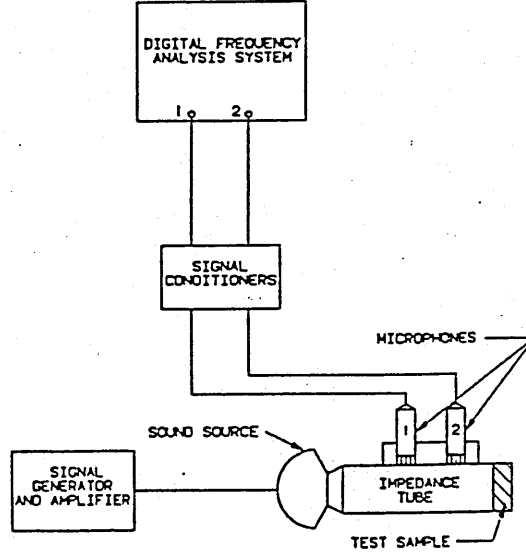 DIGITAL FREQUENCY
ANALYSIS SYSTEM
1 2
SIGNAL
CONDITIONERS
MICROPHONES
1 2
SOUND SOURCE
SIGNAL
GENERATOR
AND AMPLIFIER
IMPEDANCE
TUBE
TEST SAMPLE